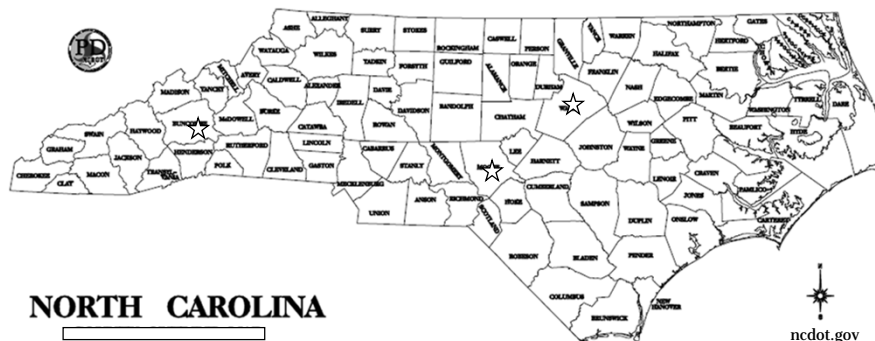 PD
ALLEGHANY
ASHE
SURRY
STOKES
ROCKINGHAM
CASWELL
PERSON
GRANVILLE
VANCE
WARREN
NORTHAMPTON
GATES
HERTFORD
HALIFAX
WATAUGA
WILKES
YADKIN
FORSYTH
GUILFORD
ALAMANCE
ORANGE
DURHAM
FRANKLIN
BERTIE
MITCHELL
AVERY
CALDWELL
ALEXANDER
DAVIE
MADISON
YANCEY
IREDELL
NASH
EDGECOMBE
MARTIN
WASHINGTON
TYRRELL
DARE
DAVIDSON
RANDOLPH
CHATHAM
BURKE
MCDOWELL
HAYWOOD
SWAIN
GRAHAM
CATAWBA
ROWAN
WILSON
PITT
BEAUFORT
HYDE
RUTHERFORD
LINCOLN
CABARRUS
STANLY
MONTGOMERY
LEE
HARNETT
JOHNSTON
WAYNE
GREENE
JACKSON
HENDERSON
POLK
CLEVELAND
GASTON
CHEROKEE
CLAY
MACON
MECKLENBURG
UNION
ANSON
RICHMOND
SCOTLAND
HOKE
CUMBERLAND
SAMPSON
LENOIR
CRAVEN
PAMLICO
JONES
CARTERET
DUPLIN
ONSLOW
ROBESON
BLADEN
PENDER
COLUMBUS
NEW
HANOVER
BRUNSWICK
N
NORTH CAROLINA
ncdot.gov